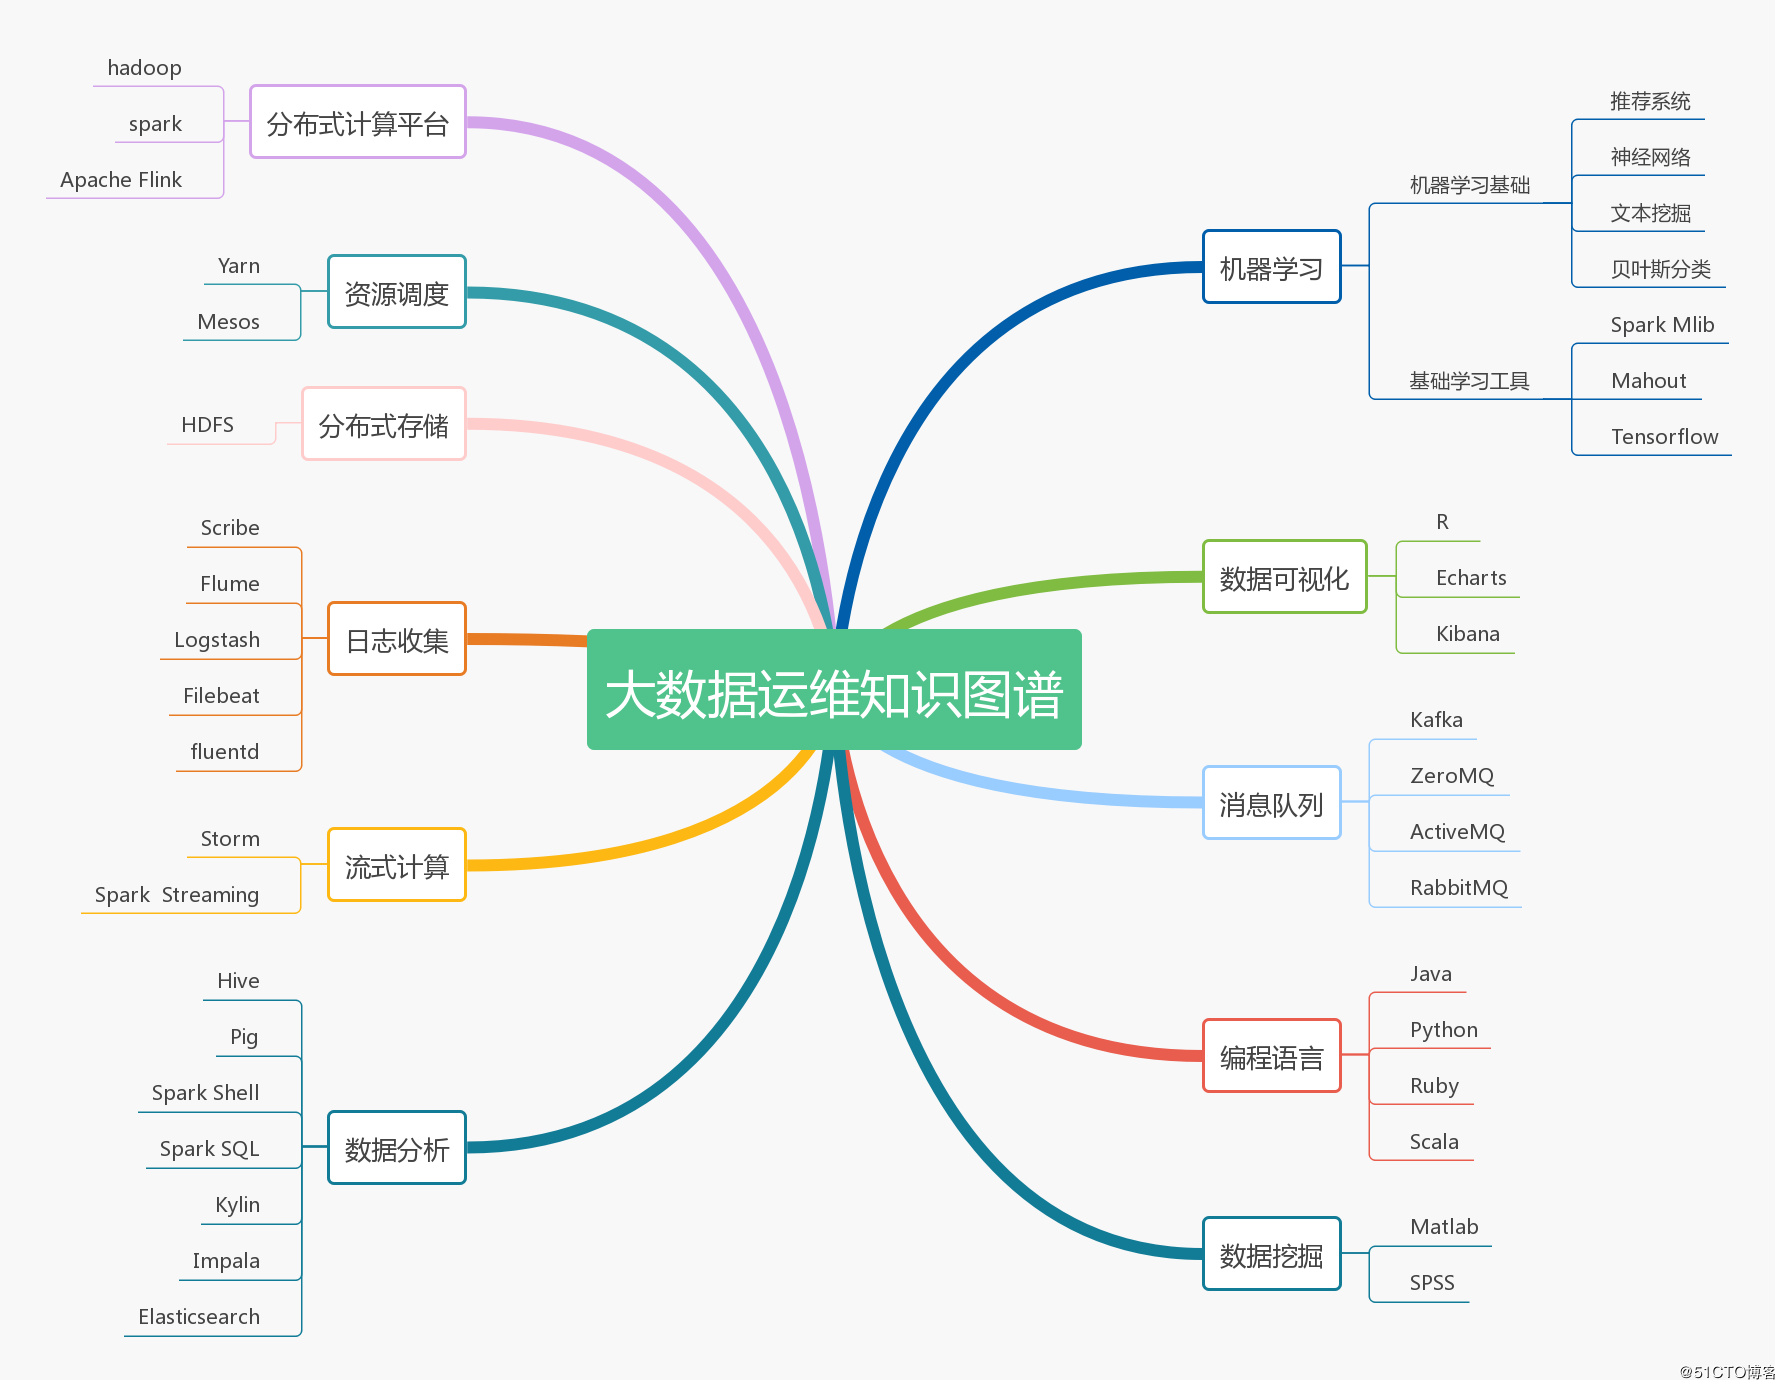 大数据运维知识图谱
分布式计算平台
hadoop
spark
Apache Flink
资源调度
Yarn
Mesos
分布式存储
HDFS
日志收集
Scribe
Flume
Logstash
Filebeat
fluentd
流式计算
Storm
Spark  Streaming
数据分析
Hive
Pig
Spark Shell
Spark SQL
Kylin
Impala
Elasticsearch
机器学习
机器学习基础
推荐系统
神经网络
文本挖掘
贝叶斯分类
基础学习工具
Spark Mlib
Mahout
Tensorflow
数据可视化
R
Echarts
Kibana
消息队列
Kafka
ZeroMQ
ActiveMQ
RabbitMQ
编程语言
Java
Python
Ruby
Scala
数据挖掘
Matlab
SPSS
@51CTO博客